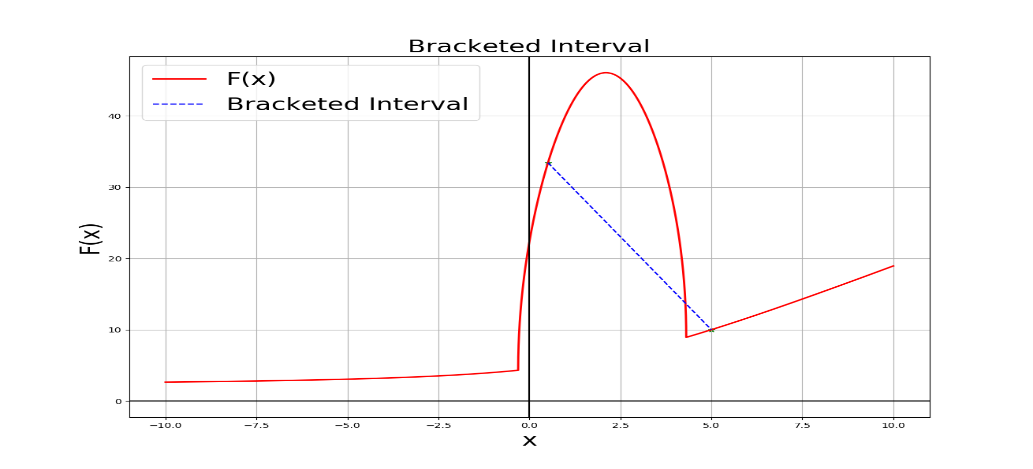 Bracketed Interval
F(x)
Bracketed Interval
40
30
20
10
0
F(x)
−10.0 −7.5 −5.0 −2.5 0.0 2.5 5.0 7.5 10.0
x